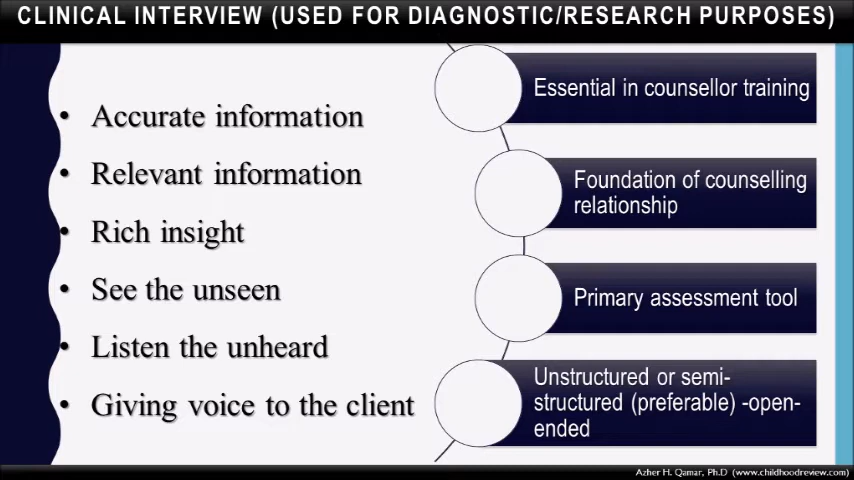 CLINICAL INTERVIEW (USED FOR DIAGNOSTIC/RESEARCH PURPOSES)
• Accurate information
• Relevant information
• Rich insight
• See the unseen
• Listen the unheard
• Giving voice to the client
Essential in counsellor training
Foundation of counselling
relationship
Primary assessment tool
Unstructured or semi-
structured (preferable) -open-
ended
Azher H. Qamar, Ph.D (www.childhoodreview.com)